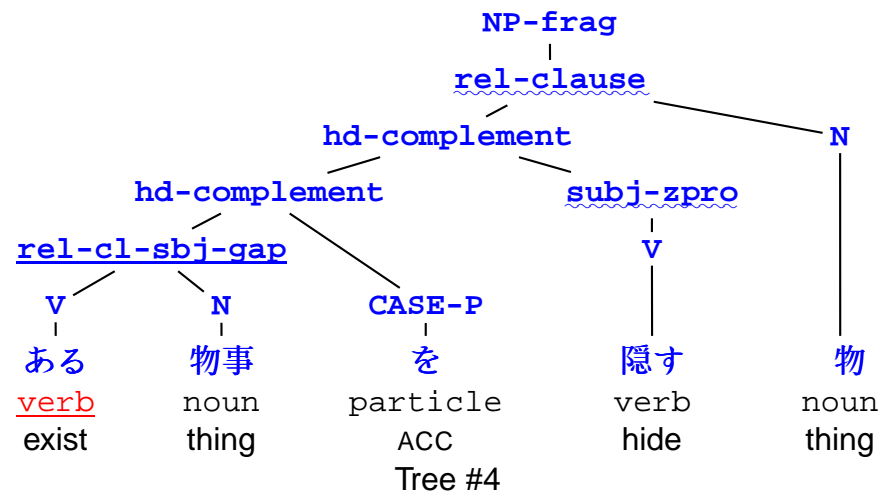 NP-frag
rel-clause
hd-complement N
hd-complement subj-zpro
rel-cl-sbj-gap V
V N CASE-P
ある 物事 を 隠す 物
verb noun particle verb noun
exist thing ACC hide thing
Tree #4